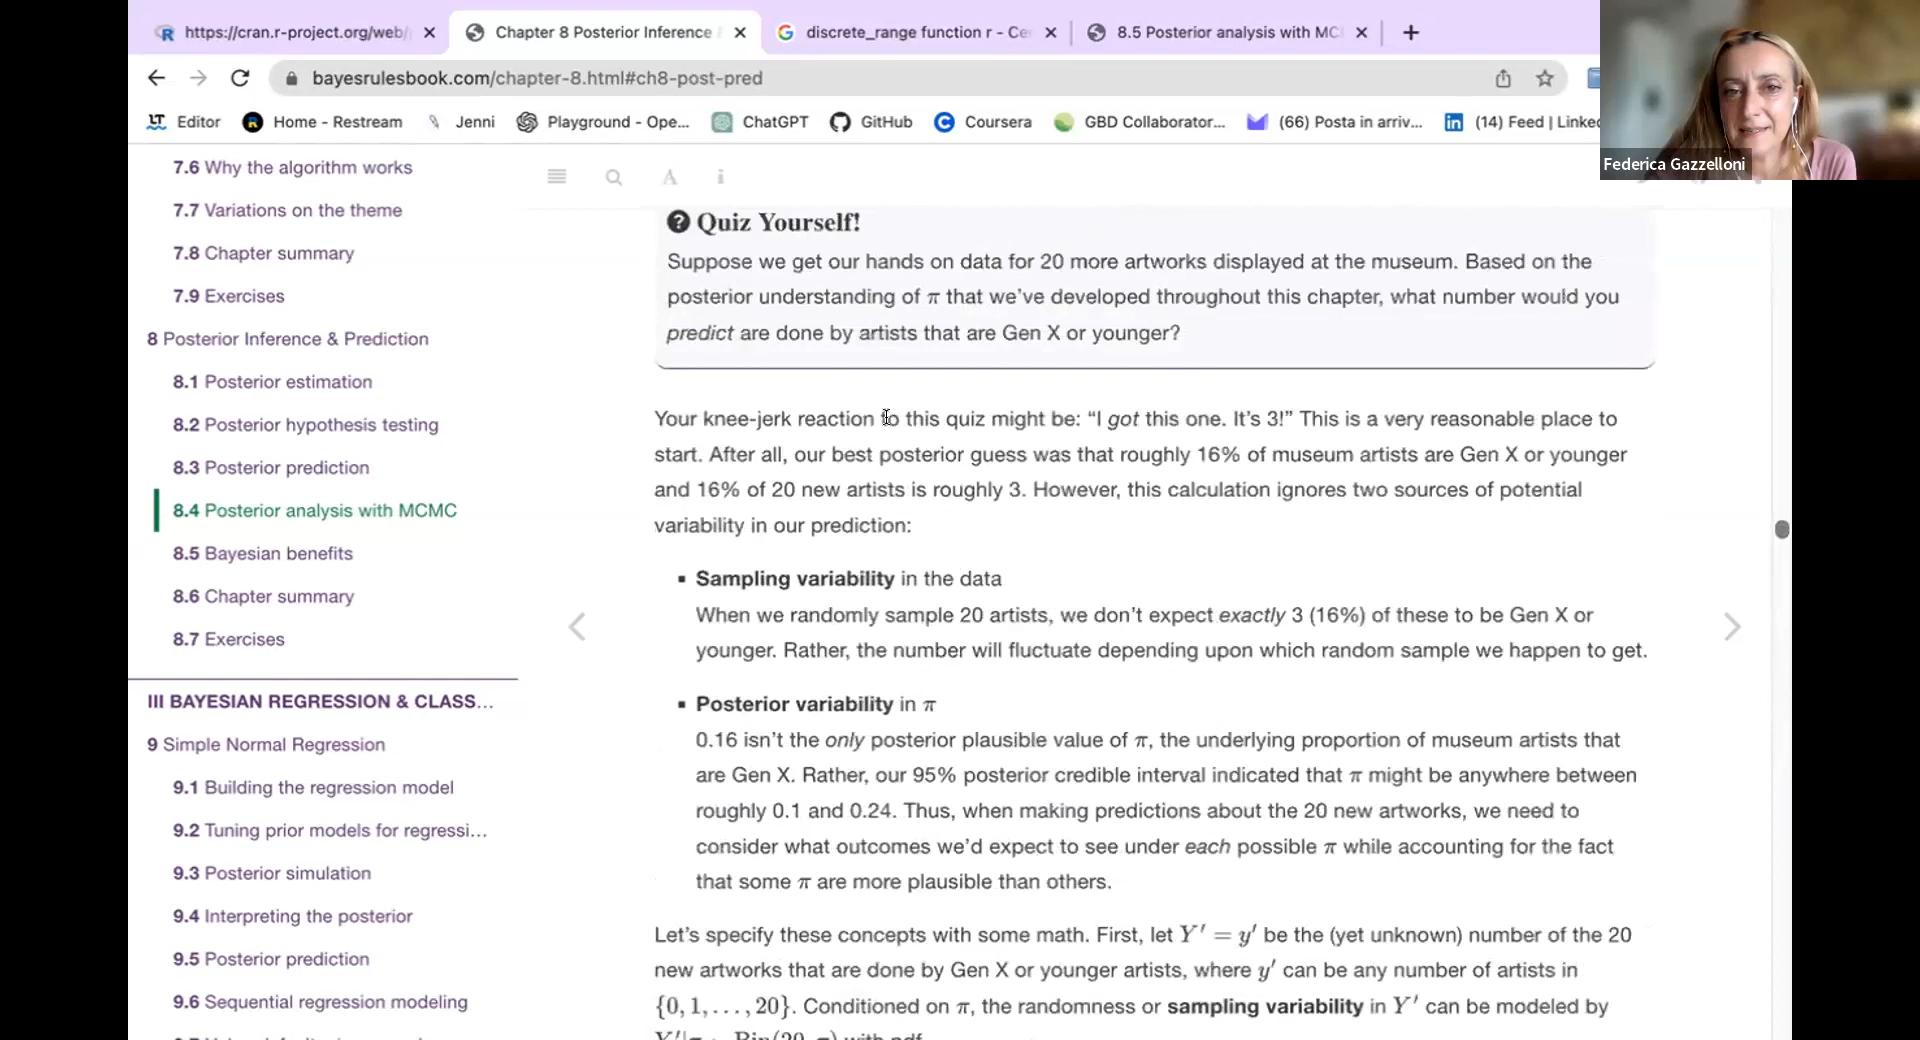 https://cran.r-project.org/web/
Chapter 8 Posterior Inference
discrete_range function r - Ce
8.5 Posterior analysis with MC
bayesrulesbook.com/chapter-8.html#ch8-post-pred
Editor
Home - Restream
Jenni
Playground - Ope...
ChatGPT
GitHub
Coursera
GBD Collaborator...
(66) Posta in arriv...
(14) Feed | Linke
Federica Gazzelloni
7.6 Why the algorithm works
7.7 Variations on the theme
7.8 Chapter summary
7.9 Exercises
8 Posterior Inference & Prediction
8.1 Posterior estimation
8.2 Posterior hypothesis testing
8.3 Posterior prediction
8.4 Posterior analysis with MCMC
8.5 Bayesian benefits
8.6 Chapter summary
8.7 Exercises
III BAYESIAN REGRESSION & CLASS...
9 Simple Normal Regression
9.1 Building the regression model
9.2 Tuning prior models for regressi...
9.3 Posterior simulation
9.4 Interpreting the posterior
9.5 Posterior prediction
9.6 Sequential regression modeling
Quiz Yourself!
Suppose we get our hands on data for 20 more artworks displayed at the museum. Based on the
posterior understanding of π that we've developed throughout this chapter, what number would you
predict are done by artists that are Gen X or younger?
Your knee-jerk reaction to this quiz might be: “I got this one. It's 3!” This is a very reasonable place to
start. After all, our best posterior guess was that roughly 16% of museum artists are Gen X or younger
and 16% of 20 new artists is roughly 3. However, this calculation ignores two sources of potential
variability in our prediction:
▪ Sampling variability in the data
When we randomly sample 20 artists, we don't expect exactly 3 (16%) of these to be Gen X or
younger. Rather, the number will fluctuate depending upon which random sample we happen to get.
▪ Posterior variability in π
0.16 isn't the only posterior plausible value of π, the underlying proportion of museum artists that
are Gen X. Rather, our 95% posterior credible interval indicated that π might be anywhere between
roughly 0.1 and 0.24. Thus, when making predictions about the 20 new artworks, we need to
consider what outcomes we'd expect to see under each possible π while accounting for the fact
that some π are more plausible than others.
Let's specify these concepts with some math. First, let Y′ = y′ be the (yet unknown) number of the 20
new artworks that are done by Gen X or younger artists, where y′ can be any number of artists in
{0, 1, . . . , 20}. Conditioned on π, the randomness or sampling variability in Y′ can be modeled by